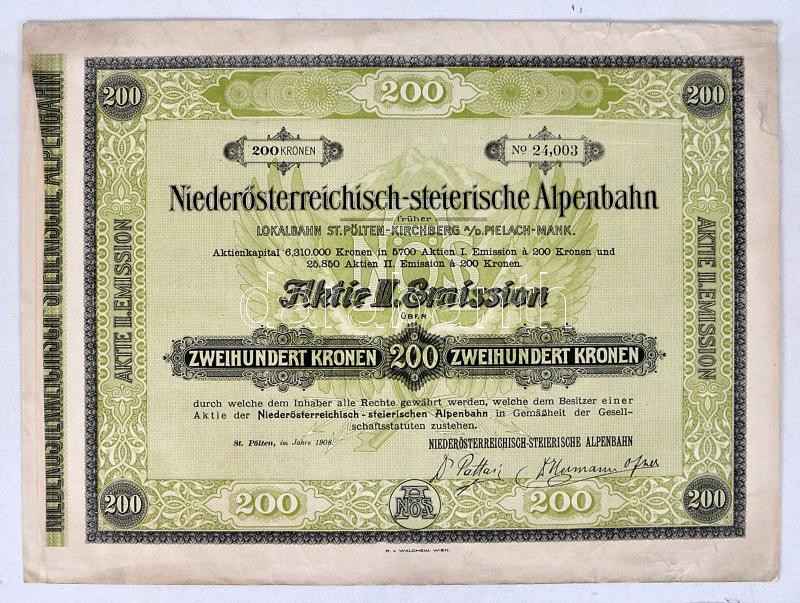 200 200 200
200 KRONEN No 24,003
Niederösterreichisch-steierische Alpenbahn
früher
LOKALBAHN ST. PÖLTEN-KIRCHBERG a/D. PIELACH-MANK.
Aktienkapital 6,310.000 Kronen in 5700 Aktien I. Emission à 200 Kronen und
25.850 Aktien II. Emission à 200 Kronen.
Aktie II. Emission
ÜBER
ZWEIHUNDERT KRONEN 200 ZWEIHUNDERT KRONEN
durch welche dem Inhaber alle Rechte gewährt werden, welche dem Besitzer einer
Aktie der Niederösterreichisch-steierischen Alpenbahn in Gemäßheit der Gesell-
schaftsstatuten zustehen.
St. Pölten, im Jahre 1908.
NIEDERÖSTERREICHISCH-STEIERISCHE ALPENBAHN
200 200 NÖS 200 200
R. v. WALDHEIM, WIEN.
AKTIE II. EMISSION
AKTIE II. EMISSION
NIEDERÖSTERREICHISCH STEIERISCHE ALPENBAHN
darabanth